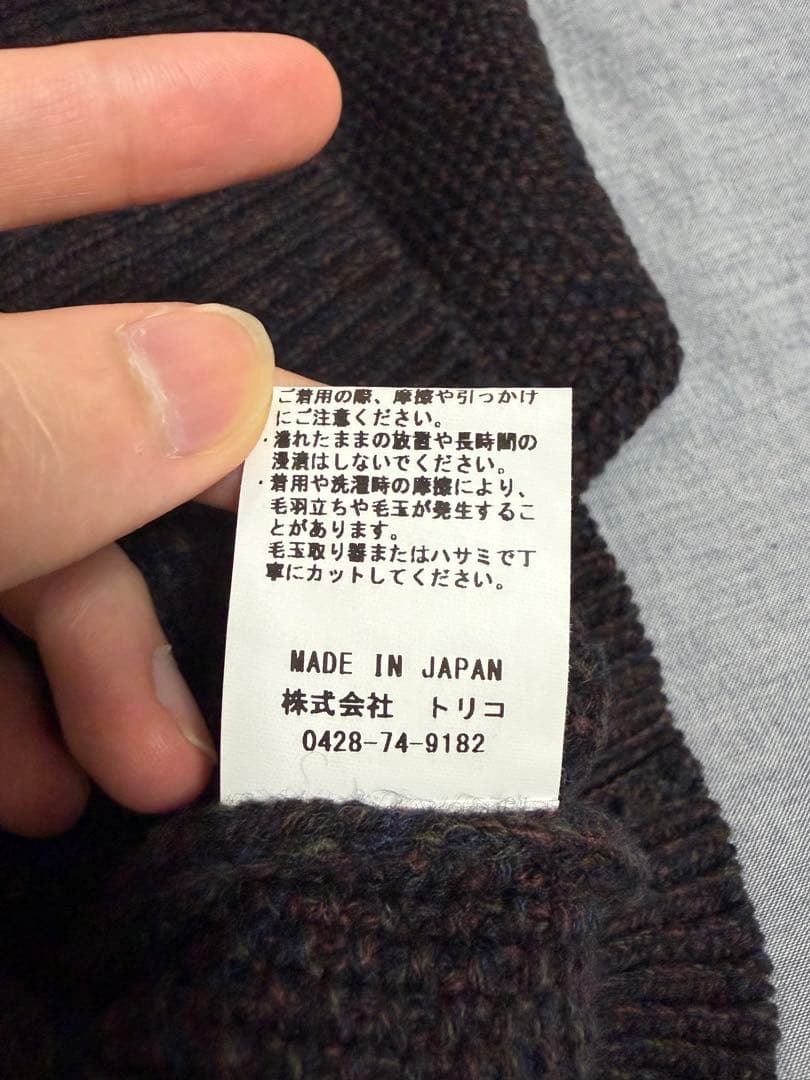 ご着用の際、摩擦や引っかけ
にご注意ください。
・濡れたままの放置や長時間の
浸漬はしないでください。
・着用や洗濯時の摩擦により、
毛羽立ちや毛玉が発生するこ
とがあります。
毛玉取り器またはハサミで丁
寧にカットしてください。
MADE IN JAPAN
株式会社 トリコ
0428-74-9182